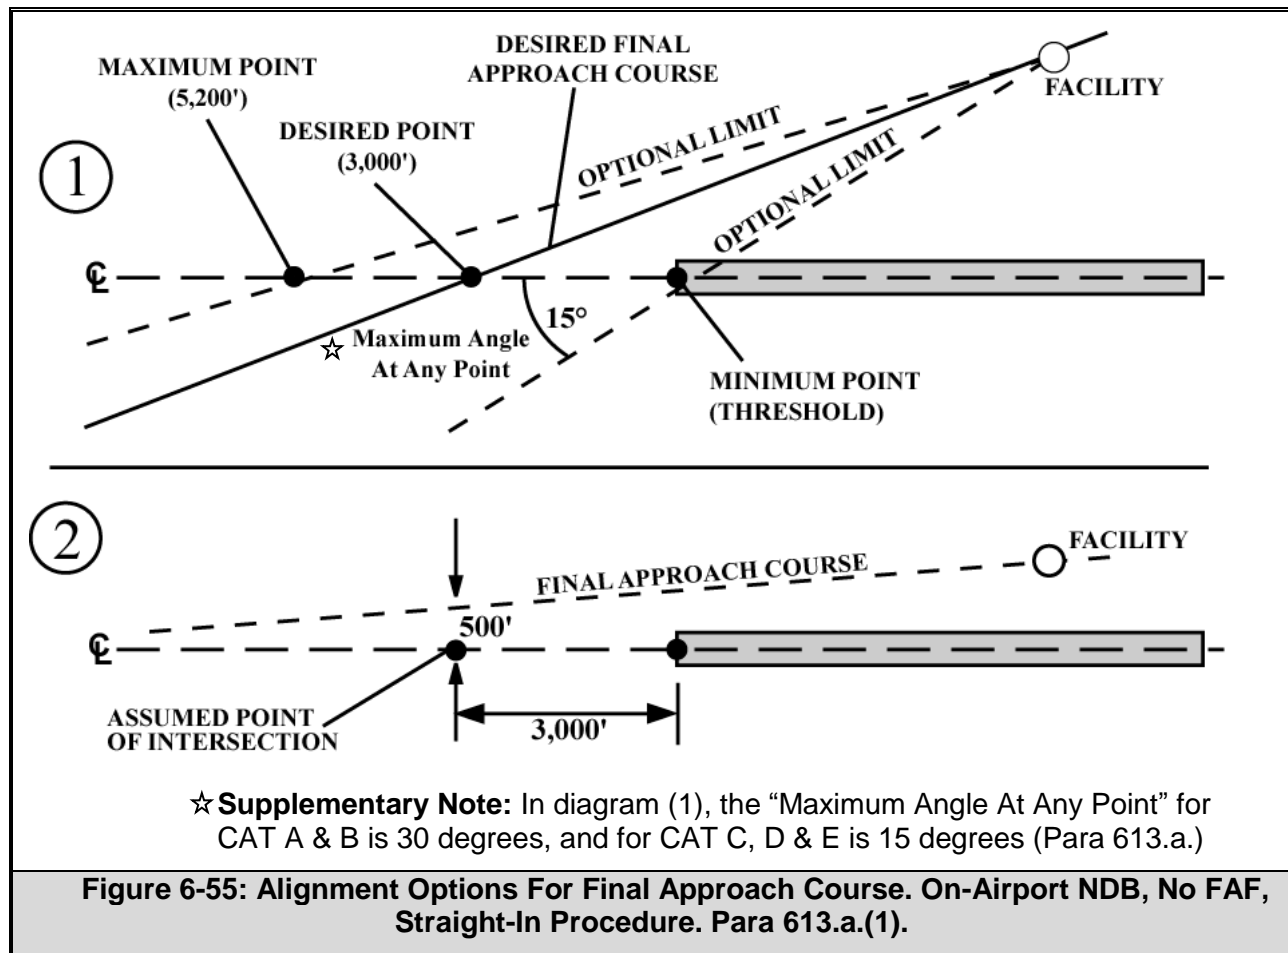 MAXIMUM POINT
(5,200')
DESIRED FINAL
APPROACH COURSE
FACILITY
DESIRED POINT
(3,000')
OPTIONAL LIMIT
OPTIONAL LIMIT
1
℄
15°
☆ Maximum Angle
At Any Point
MINIMUM POINT
(THRESHOLD)
2
FACILITY
FINAL APPROACH COURSE
500'
℄
ASSUMED POINT
OF INTERSECTION
3,000'
☆ Supplementary Note: In diagram (1), the “Maximum Angle At Any Point” for
CAT A & B is 30 degrees, and for CAT C, D & E is 15 degrees (Para 613.a.)
Figure 6-55: Alignment Options For Final Approach Course. On-Airport NDB, No FAF,
Straight-In Procedure. Para 613.a.(1).